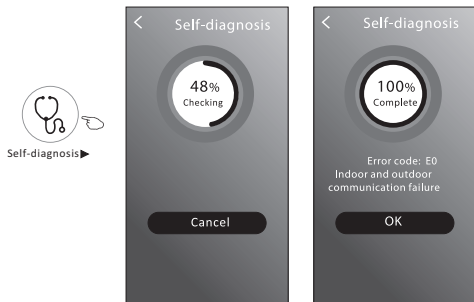 Self-diagnosis▶
< Self-diagnosis
48%
Checking
Cancel
< Self-diagnosis
100%
Complete
Error code: E0
Indoor and outdoor
communication failure
OK